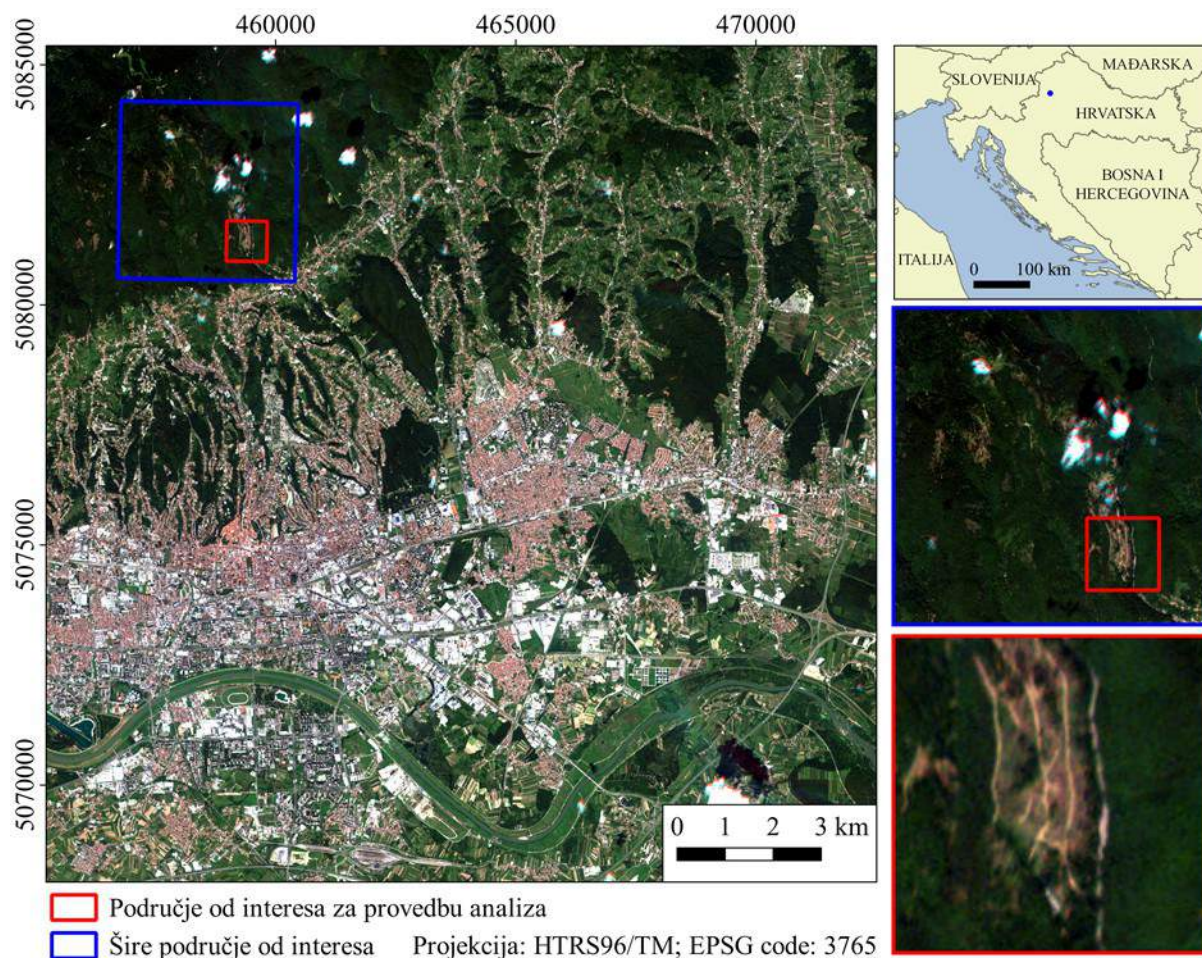 460000 465000 470000
5085000
5080000
5075000
5070000
0 1 2 3 km
SLOVENIJA
MAĐARSKA
HRVATSKA
BOSNA I
HERCEGOVINA
ITALIJA
0 100 km
Područje od interesa za provedbu analiza
Šire područje od interesa
Projekcija: HTRS96/TM; EPSG code: 3765